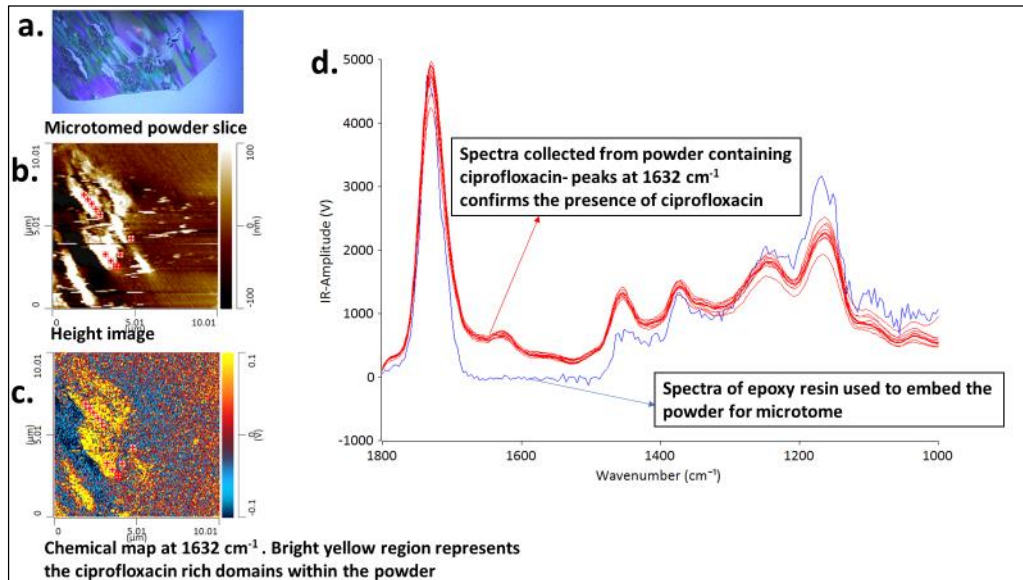 a.
Microtomed powder slice
b.
10.01
5.01
(µm)
0
0
5.01
(µm)
10.01
100
0
(nm)
-100
Height image
c.
10.01
5.01
(µm)
0
0
5.01
(µm)
10.01
0.1
0
(V)
-0.1
Chemical map at 1632 cm⁻¹ . Bright yellow region represents
the ciprofloxacin rich domains within the powder
d.
5000
4000
3000
2000
1000
0
-1000
IR-Amplitude (V)
1800
1600
1400
1200
1000
Wavenumber (cm⁻¹)
Spectra collected from powder containing
ciprofloxacin- peaks at 1632 cm⁻¹
confirms the presence of ciprofloxacin
Spectra of epoxy resin used to embed the
powder for microtome